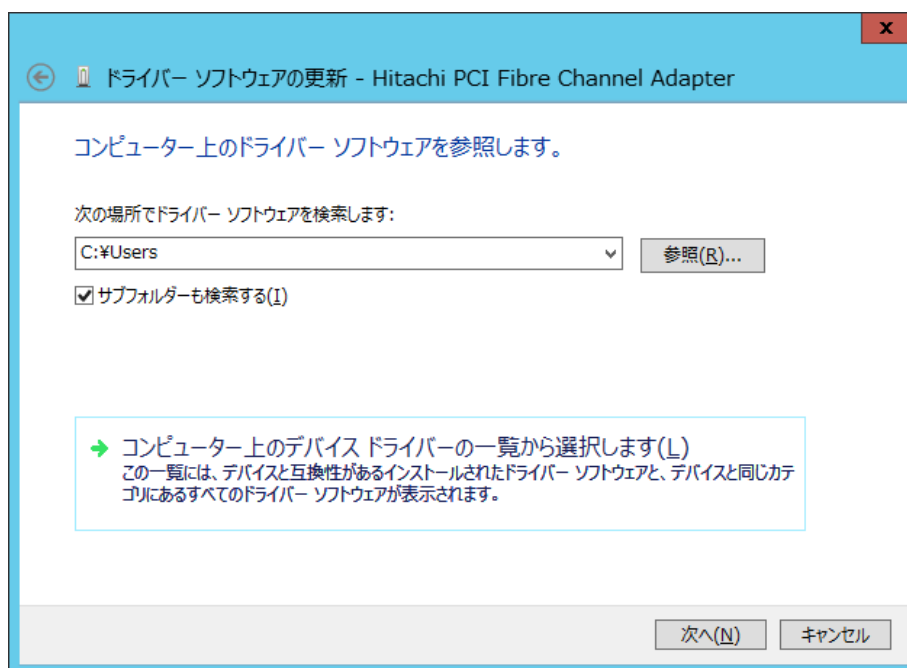 x
ドライバー ソフトウェアの更新 - Hitachi PCI Fibre Channel Adapter
コンピューター上のドライバー ソフトウェアを参照します。
次の場所でドライバー ソフトウェアを検索します:
C:¥Users
参照(R)...
サブフォルダーも検索する(I)
コンピューター上のデバイス ドライバーの一覧から選択します(L)
この一覧には、デバイスと互換性があるインストールされたドライバー ソフトウェアと、デバイスと同じカテ
ゴリにあるすべてのドライバー ソフトウェアが表示されます。
次へ(N)
キャンセル